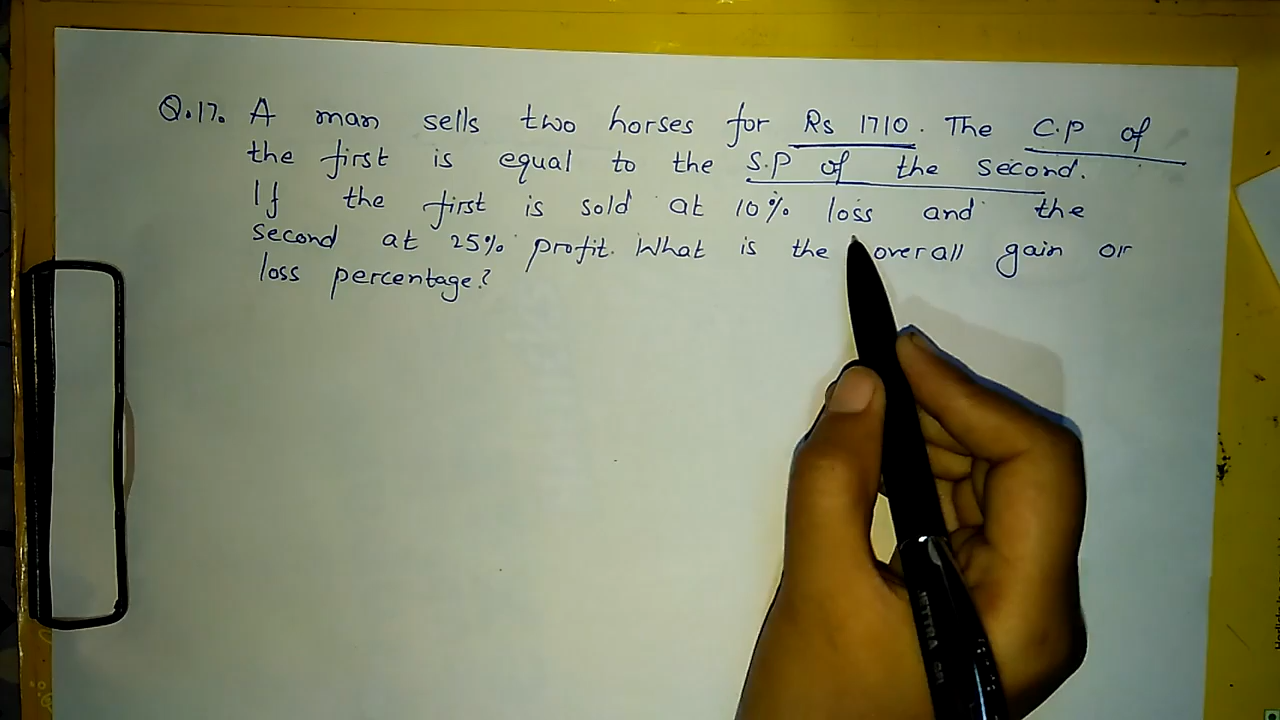 Q.17. A man sells two horses for Rs 1710. The C.P of
the first is equal to the S.P of the second.
If the first is sold at 10% loss and the
second at 25% profit. What is the overall gain or
loss percentage?